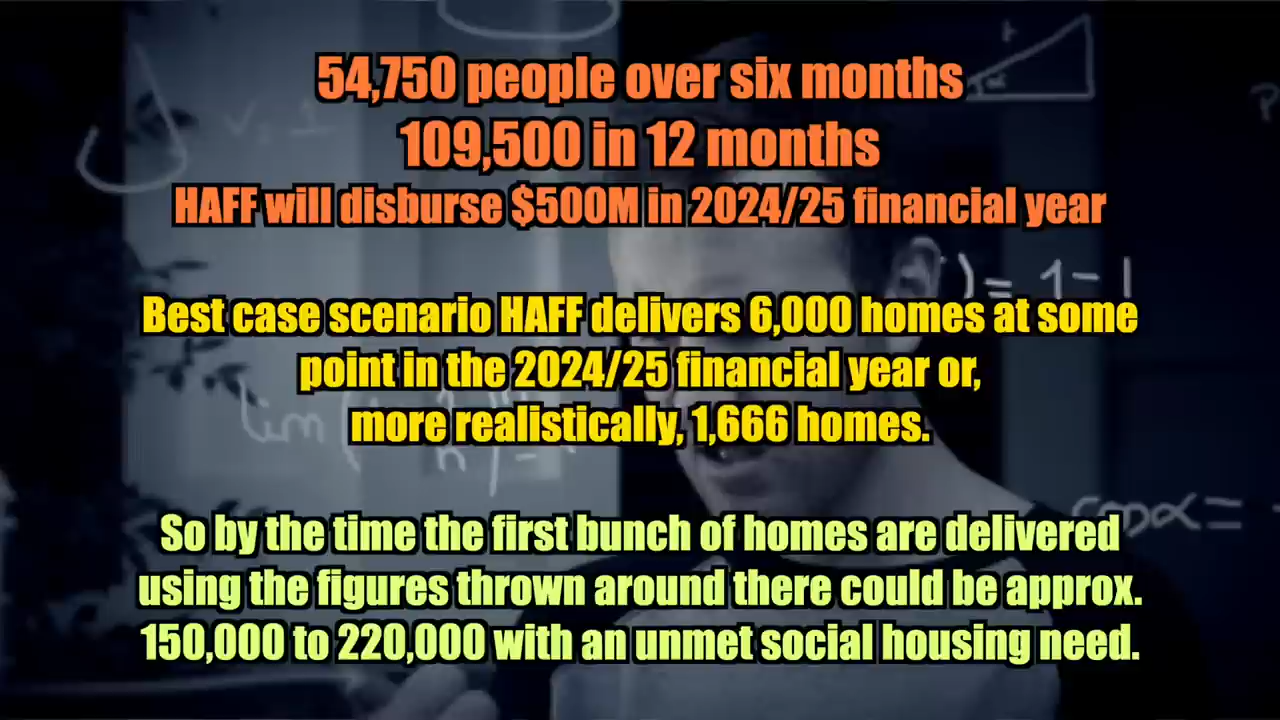 54,750 people over six months
109,500 in 12 months
HAFF will disburse $500M in 2024/25 financial year
Best case scenario HAFF delivers 6,000 homes at some
point in the 2024/25 financial year or,
more realistically, 1,666 homes.
So by the time the first bunch of homes are delivered
using the figures thrown around there could be approx.
150,000 to 220,000 with an unmet social housing need.